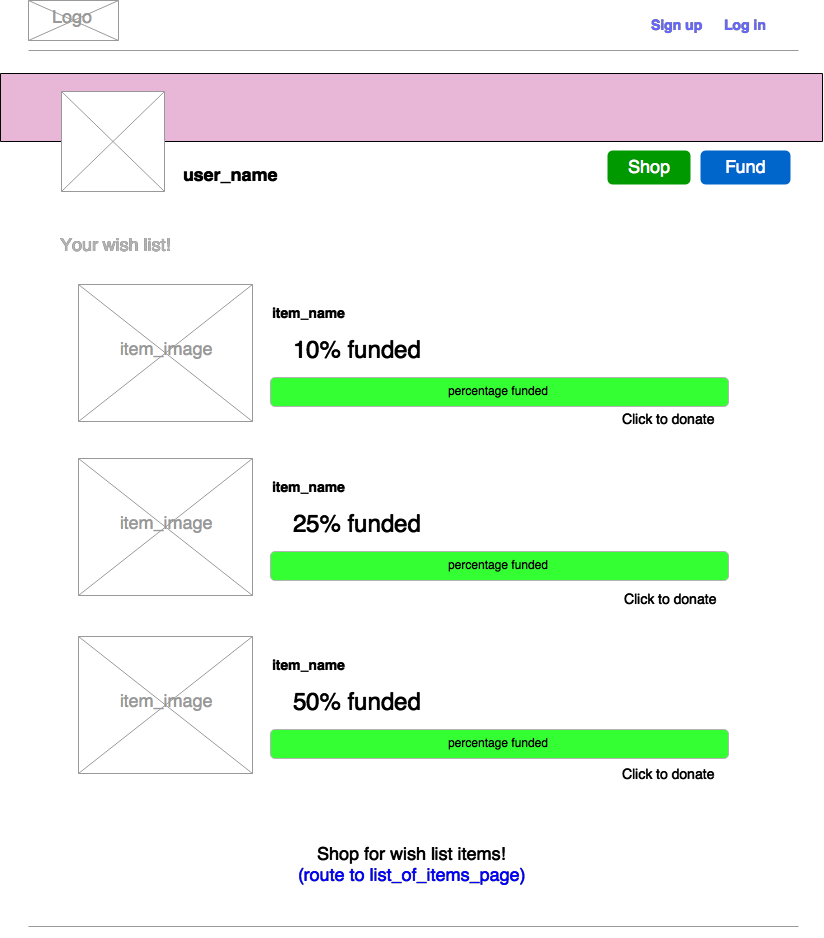 Logo
Sign up
Log in
user_name
Shop
Fund
Your wish list!
item_image
item_name
10% funded
percentage funded
Click to donate
item_image
item_name
25% funded
percentage funded
Click to donate
item_image
item_name
50% funded
percentage funded
Click to donate
Shop for wish list items!
(route to list_of_items_page)